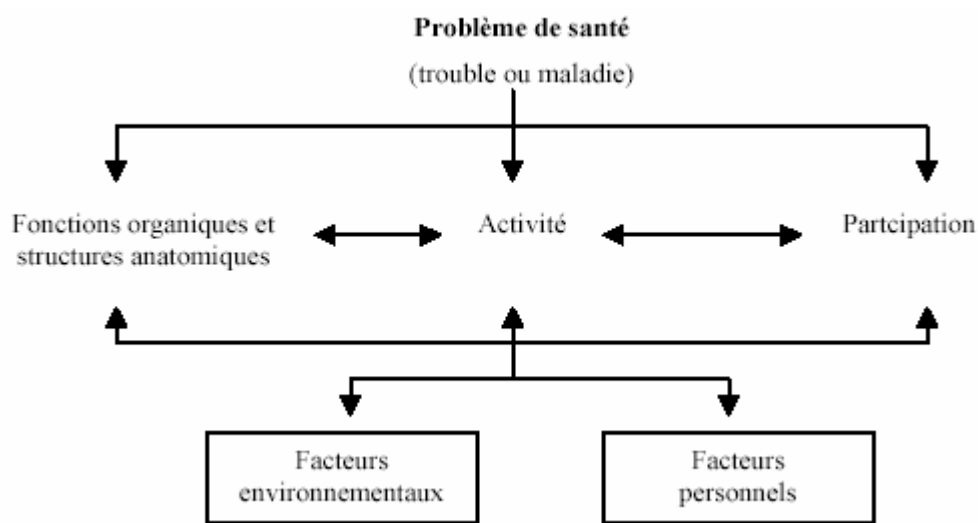 Problème de santé
(trouble ou maladie)
Fonctions organiques et
structures anatomiques
Activité
Partcipation
Facteurs
environnementaux
Facteurs
personnels